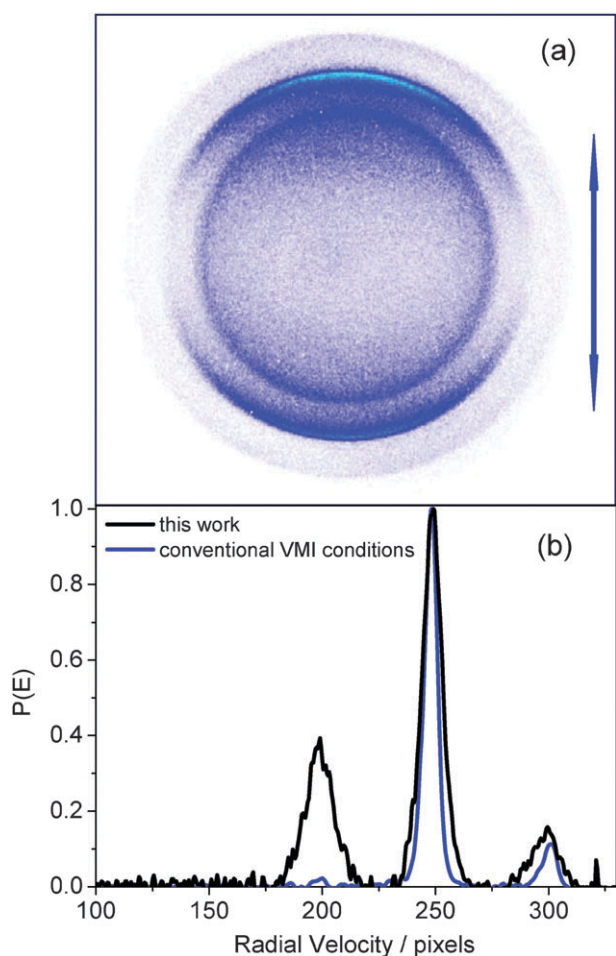 (a)
1.0
this work
conventional VMI conditions
(b)
0.8
0.6
0.4
0.2
0.0
P(E)
100 150 200 250 300
Radial Velocity / pixels